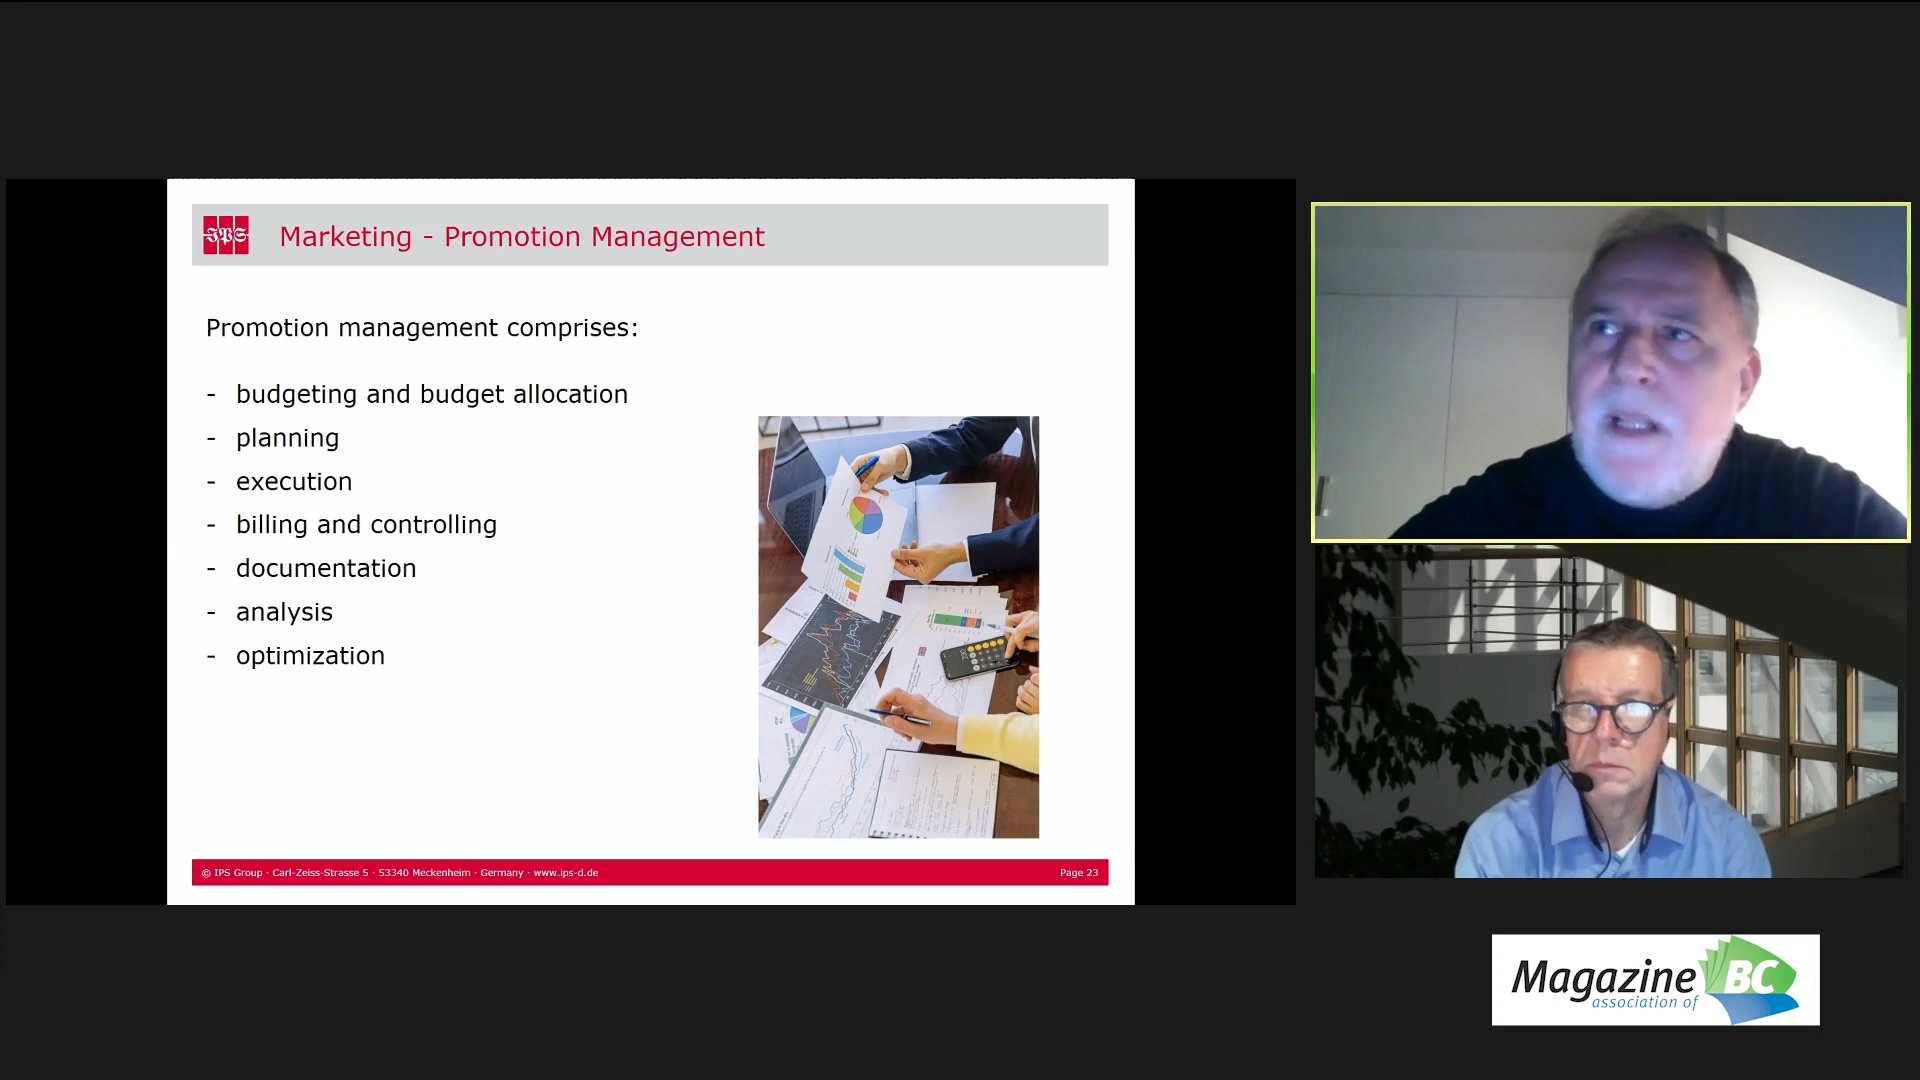 IPS
Marketing - Promotion Management
Promotion management comprises:
- budgeting and budget allocation
- planning
- execution
- billing and controlling
- documentation
- analysis
- optimization
© IPS Group · Carl-Zeiss-Strasse 5 · 53340 Meckenheim · Germany · www.ips-d.de
Page 23
Magazine BC
association of